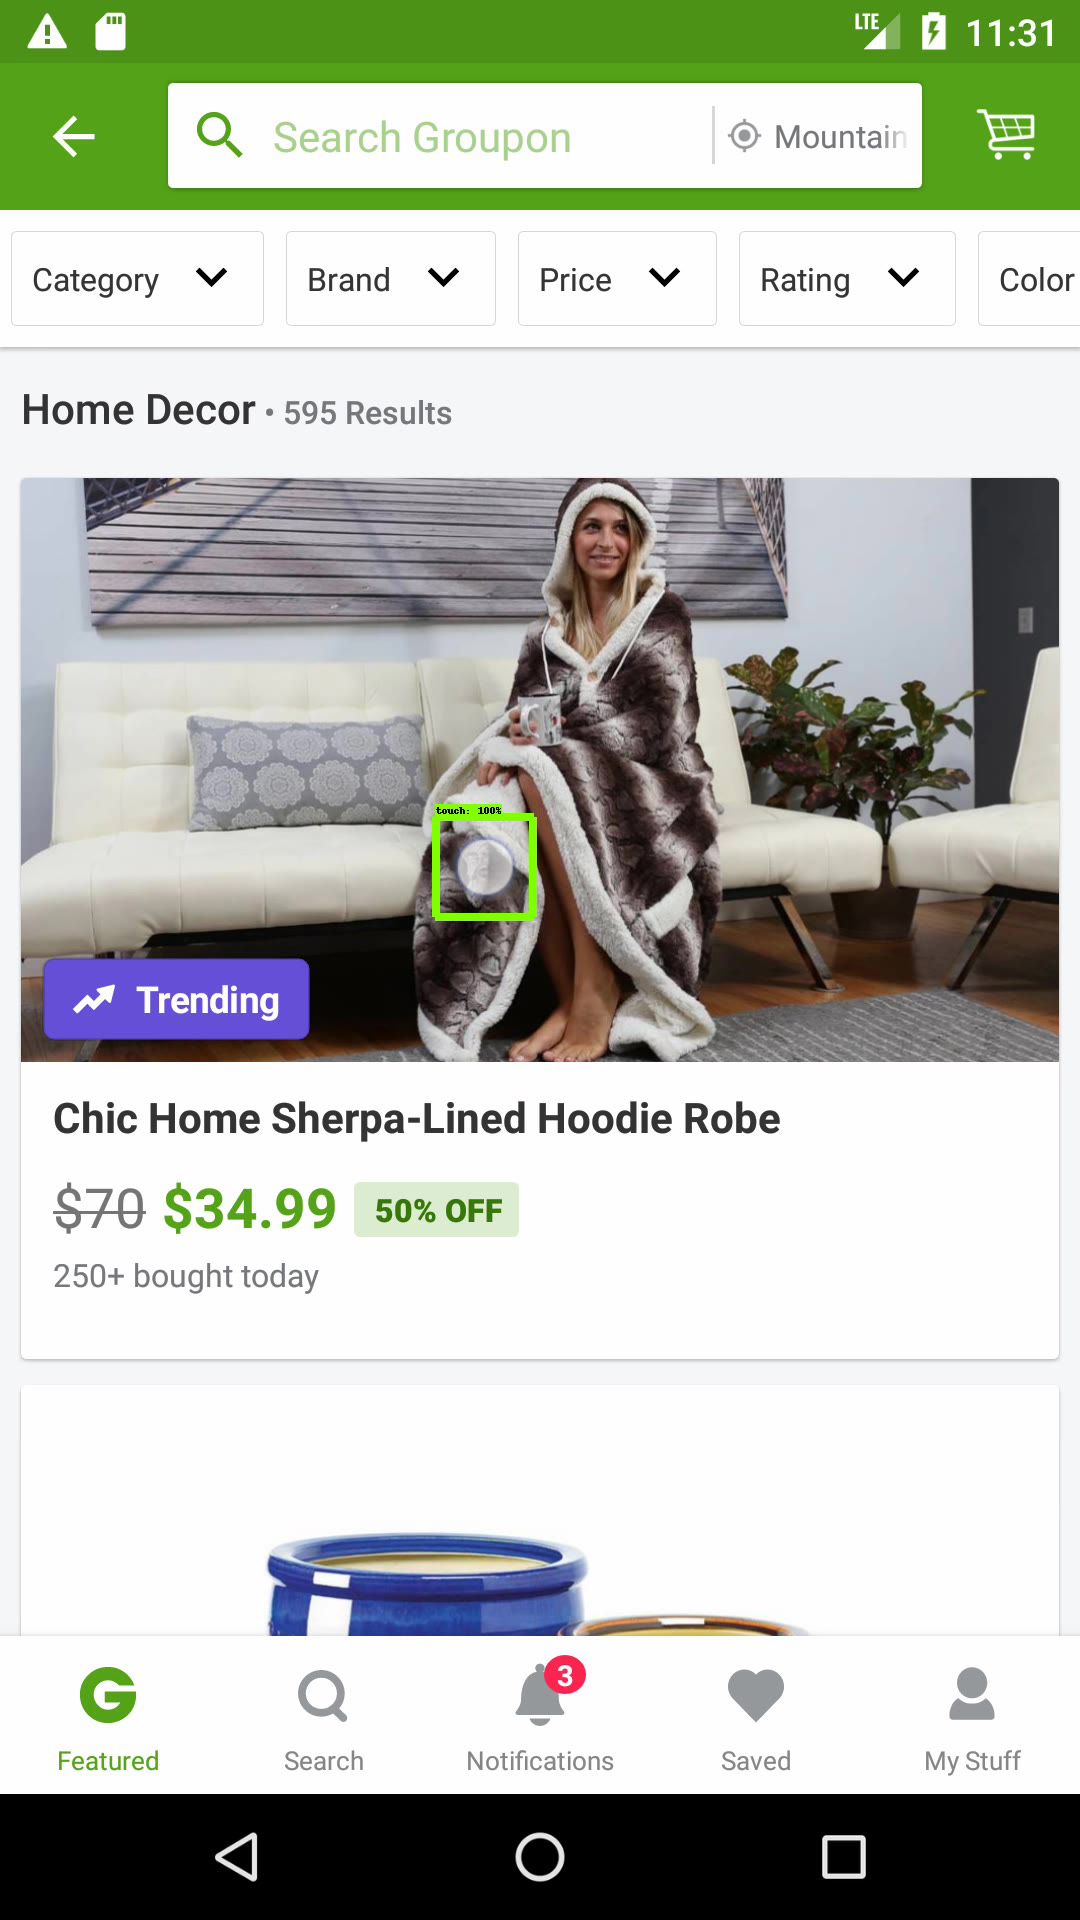 LTE 11:31
Search Groupon Mountain
Category Brand Price Rating Color
Home Decor • 595 Results
touch: 100%
Trending
Chic Home Sherpa-Lined Hoodie Robe
$70 $34.99 50% OFF
250+ bought today
3
Featured Search Notifications Saved My Stuff